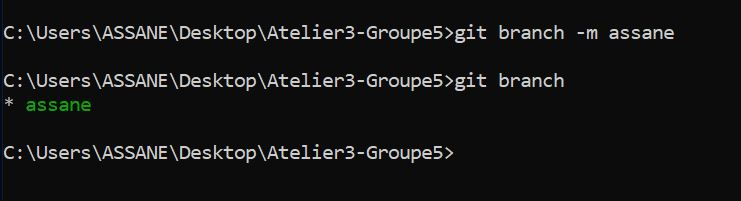 C:\Users\ASSANE\Desktop\Atelier3-Groupe5>git branch -m assane
C:\Users\ASSANE\Desktop\Atelier3-Groupe5>git branch
* assane
C:\Users\ASSANE\Desktop\Atelier3-Groupe5>